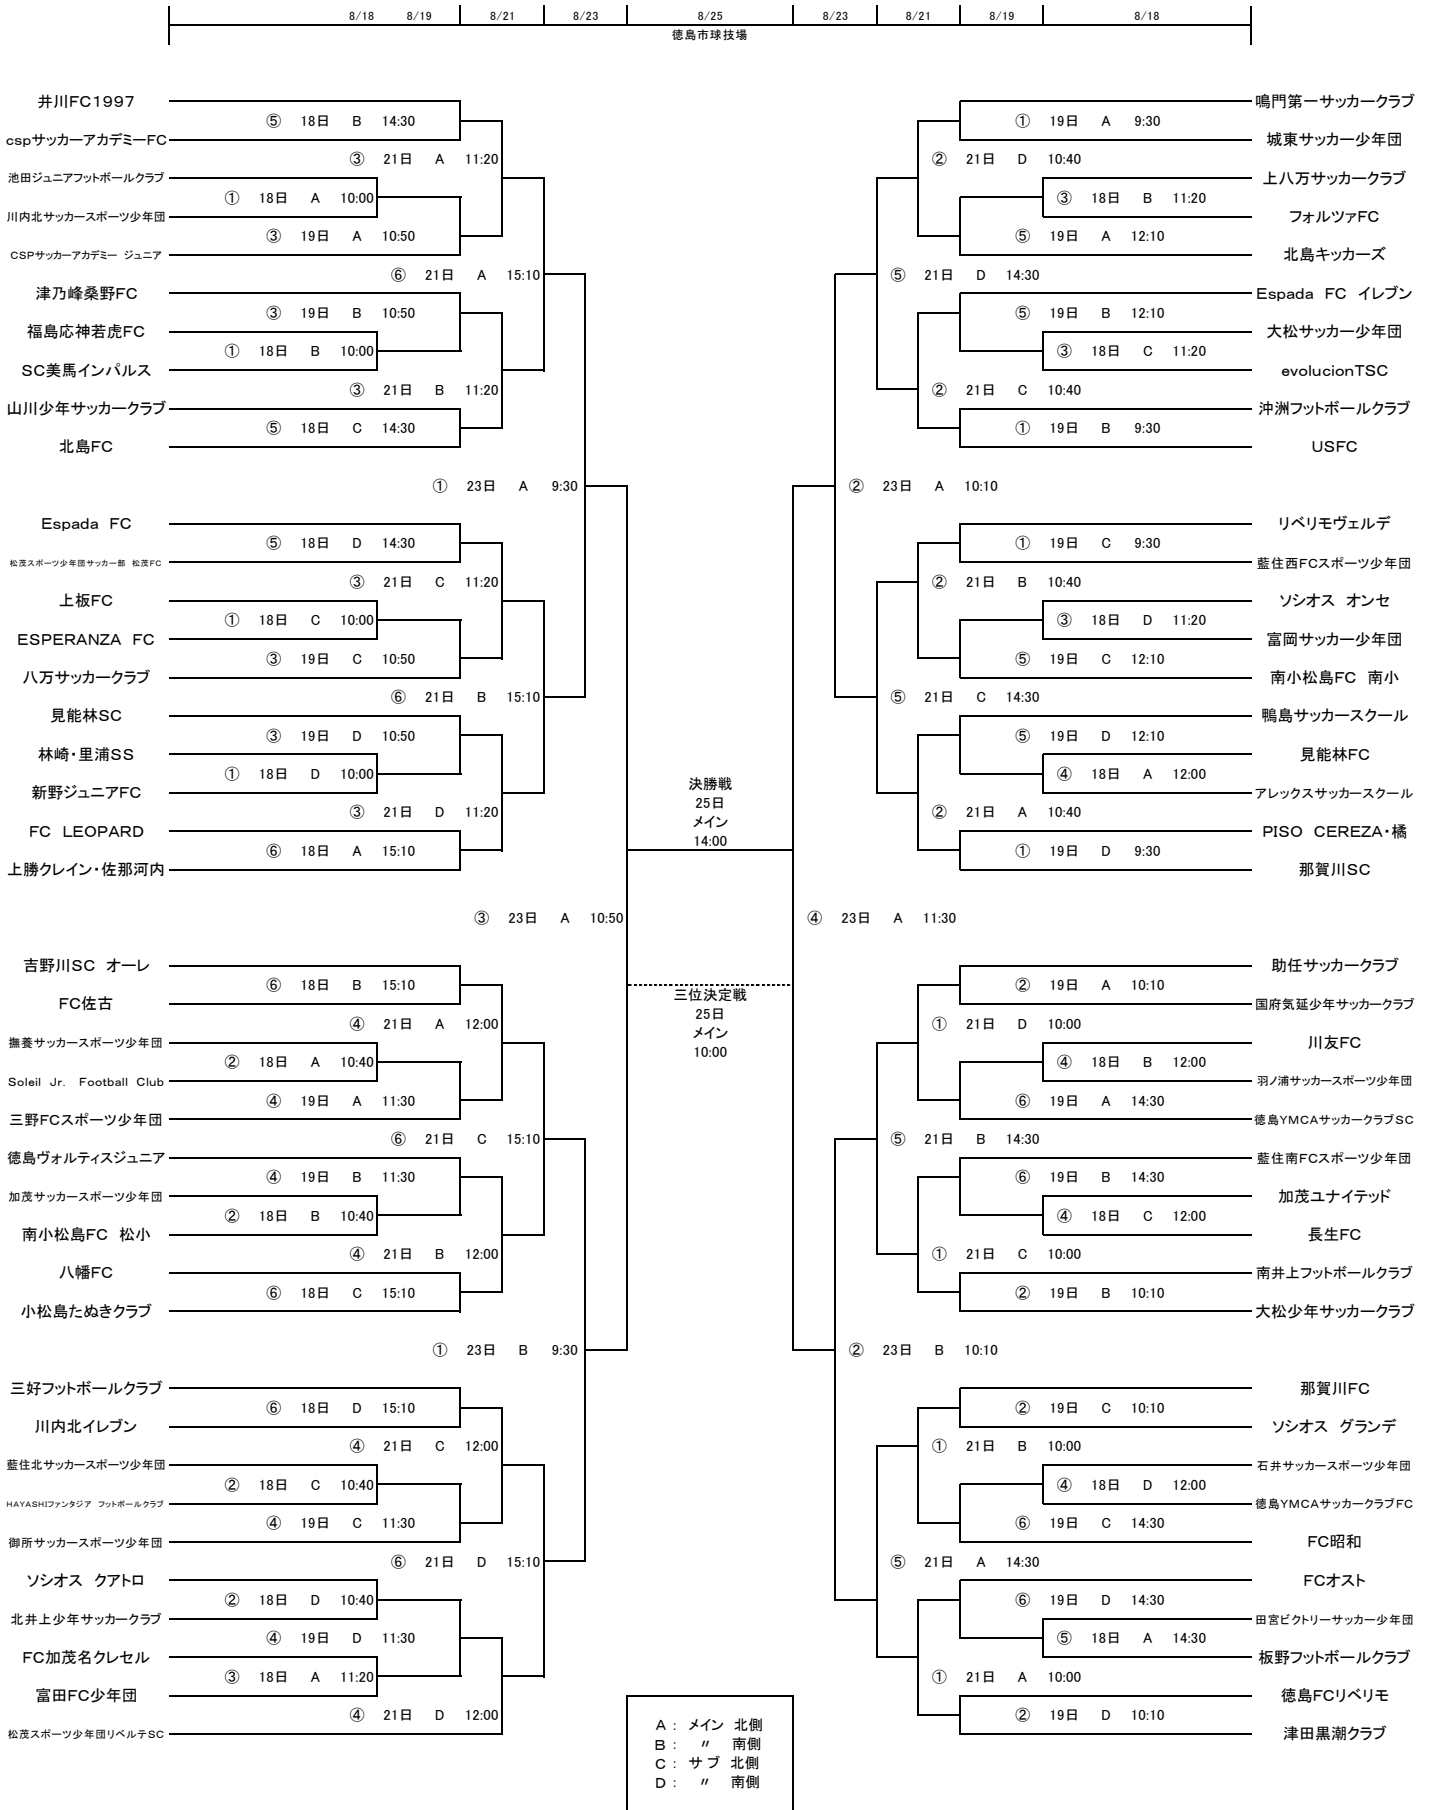 8/18 8/19 8/21 8/23 8/25 8/23 8/21 8/19 8/18
徳島市球技場
井川FC1997
⑤ 18日 B 14:30
cspサッカーアカデミーFC
③ 21日 A 11:20
池田ジュニアフットボールクラブ
① 18日 A 10:00
川内北サッカースポーツ少年団
③ 19日 A 10:50
CSPサッカーアカデミー ジュニア
⑥ 21日 A 15:10
津乃峰桑野FC
③ 19日 B 10:50
福島応神若虎FC
① 18日 B 10:00
SC美馬インパルス
③ 21日 B 11:20
山川少年サッカークラブ
⑤ 18日 C 14:30
北島FC
① 23日 A 9:30
Espada FC
⑤ 18日 D 14:30
松茂スポーツ少年団サッカー部 松茂FC
③ 21日 C 11:20
上板FC
① 18日 C 10:00
ESPERANZA FC
③ 19日 C 10:50
八万サッカークラブ
⑥ 21日 B 15:10
見能林SC
③ 19日 D 10:50
林崎・里浦SS
① 18日 D 10:00
新野ジュニアFC
③ 21日 D 11:20
FC LEOPARD
⑥ 18日 A 15:10
上勝クレイン・佐那河内
③ 23日 A 10:50
吉野川SC オーレ
⑥ 18日 B 15:10
FC佐古
④ 21日 A 12:00
撫養サッカースポーツ少年団
② 18日 A 10:40
Soleil Jr. Football Club
④ 19日 A 11:30
三野FCスポーツ少年団
⑥ 21日 C 15:10
徳島ヴォルティスジュニア
④ 19日 B 11:30
加茂サッカースポーツ少年団
② 18日 B 10:40
南小松島FC 松小
④ 21日 B 12:00
八幡FC
⑥ 18日 C 15:10
小松島たぬきクラブ
① 23日 B 9:30
三好フットボールクラブ
⑥ 18日 D 15:10
川内北イレブン
④ 21日 C 12:00
藍住北サッカースポーツ少年団
② 18日 C 10:40
HAYASHIファンタジア フットボールクラブ
④ 19日 C 11:30
御所サッカースポーツ少年団
⑥ 21日 D 15:10
ソシオス クアトロ
② 18日 D 10:40
北井上少年サッカークラブ
④ 19日 D 11:30
FC加茂名クレセル
③ 18日 A 11:20
富田FC少年団
④ 21日 D 12:00
松茂スポーツ少年団リベルテSC
決勝戦
25日
メイン
14:00
三位決定戦
25日
メイン
10:00
A : メイン 北側
B : 〃 南側
C : サブ 北側
D : 〃 南側
鳴門第一サッカークラブ
① 19日 A 9:30
城東サッカー少年団
② 21日 D 10:40
上八万サッカークラブ
③ 18日 B 11:20
フォルツァFC
⑤ 19日 A 12:10
北島キッカーズ
⑤ 21日 D 14:30
Espada FC イレブン
⑤ 19日 B 12:10
大松サッカー少年団
③ 18日 C 11:20
evolucionTSC
② 21日 C 10:40
沖洲フットボールクラブ
① 19日 B 9:30
USFC
② 23日 A 10:10
リベリモヴェルデ
① 19日 C 9:30
藍住西FCスポーツ少年団
② 21日 B 10:40
ソシオス オンセ
③ 18日 D 11:20
富岡サッカー少年団
⑤ 19日 C 12:10
南小松島FC 南小
⑤ 21日 C 14:30
鴨島サッカースクール
⑤ 19日 D 12:10
見能林FC
④ 18日 A 12:00
アレックスサッカースクール
② 21日 A 10:40
PISO CEREZA・橘
① 19日 D 9:30
那賀川SC
④ 23日 A 11:30
助任サッカークラブ
② 19日 A 10:10
国府気延少年サッカークラブ
① 21日 D 10:00
川友FC
④ 18日 B 12:00
羽ノ浦サッカースポーツ少年団
⑥ 19日 A 14:30
徳島YMCAサッカークラブSC
⑤ 21日 B 14:30
藍住南FCスポーツ少年団
⑥ 19日 B 14:30
加茂ユナイテッド
④ 18日 C 12:00
長生FC
① 21日 C 10:00
南井上フットボールクラブ
② 19日 B 10:10
大松少年サッカークラブ
② 23日 B 10:10
那賀川FC
② 19日 C 10:10
ソシオス グランデ
① 21日 B 10:00
石井サッカースポーツ少年団
④ 18日 D 12:00
徳島YMCAサッカークラブFC
⑥ 19日 C 14:30
FC昭和
⑤ 21日 A 14:30
FCオスト
⑥ 19日 D 14:30
田宮ビクトリーサッカー少年団
⑤ 18日 A 14:30
板野フットボールクラブ
① 21日 A 10:00
徳島FCリベリモ
② 19日 D 10:10
津田黒潮クラブ